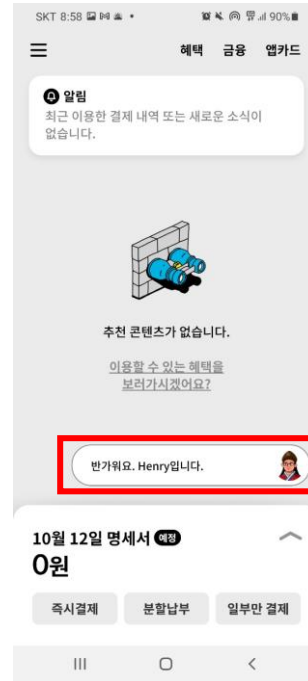 SKT 8:58 90%
혜택 금융 앱카드
알림
최근 이용한 결제 내역 또는 새로운 소식이
없습니다.
추천 콘텐츠가 없습니다.
이용할 수 있는 혜택을
보러가시겠어요?
반가워요. Henry입니다.
10월 12일 명세서 예정
0원
즉시결제 분할납부 일부만 결제